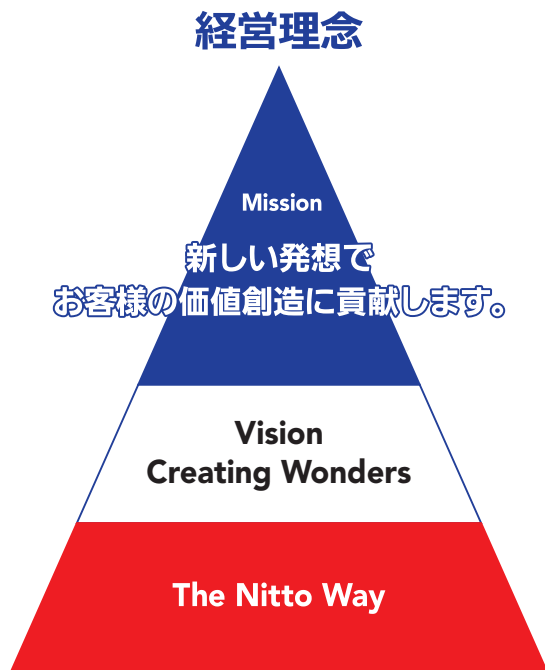 経営理念
Mission
新しい発想で
お客様の価値創造に貢献します。
Vision
Creating Wonders
The Nitto Way